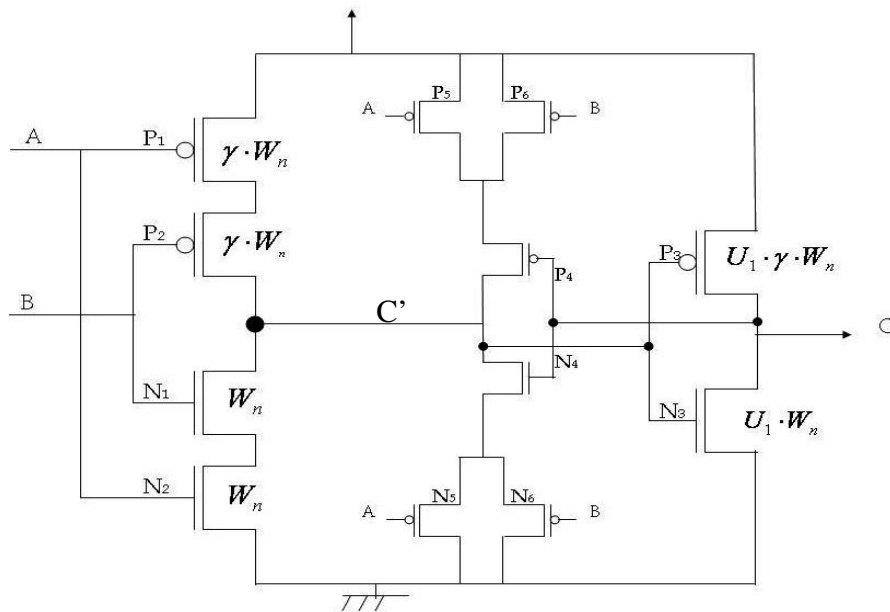 P₅ P₆
A B
A P₁ γ·Wₙ
P₂ γ·Wₙ
P₃ U₁·γ·Wₙ
P₄
B
C’
C
N₄
N₁ Wₙ
N₃ U₁·Wₙ
N₂ Wₙ
N₅ N₆
A B